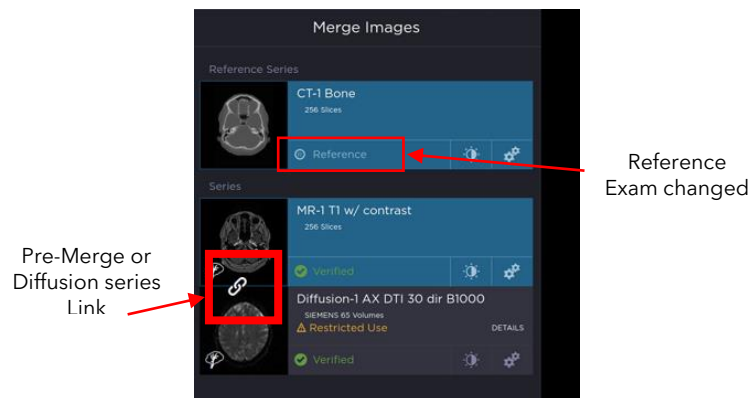 Merge Images
Reference Series
CT-1 Bone
256 Slices
Reference
Reference
Exam changed
Series
MR-1 T1 w/ contrast
256 Slices
Verified
Pre-Merge or
Diffusion series
Link
Diffusion-1 AX DTI 30 dir B1000
SIEMENS 65 Volumes
Restricted Use
DETAILS
Verified